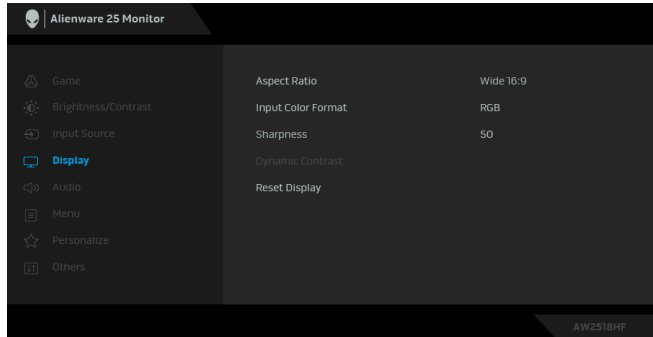 Alienware 25 Monitor
Game
Aspect Ratio Wide 16:9
Brightness/Contrast
Input Color Format RGB
Input Source
Sharpness 50
Display
Dynamic Contrast
Audio
Reset Display
Menu
Personalize
Others
AW2518HF